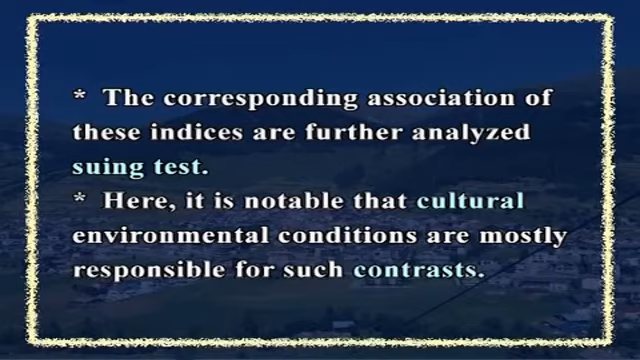 * The corresponding association of
these indices are further analyzed
suing test.
* Here, it is notable that cultural
environmental conditions are mostly
responsible for such contrasts.